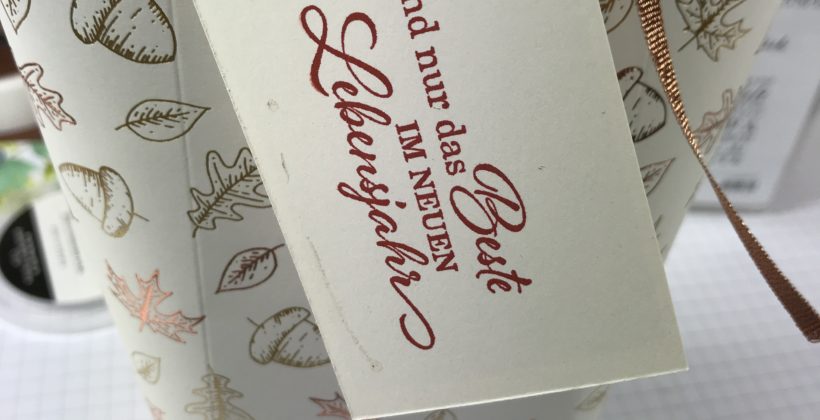 nd nur das
Beste
IM NEUEN
Lebensjahr